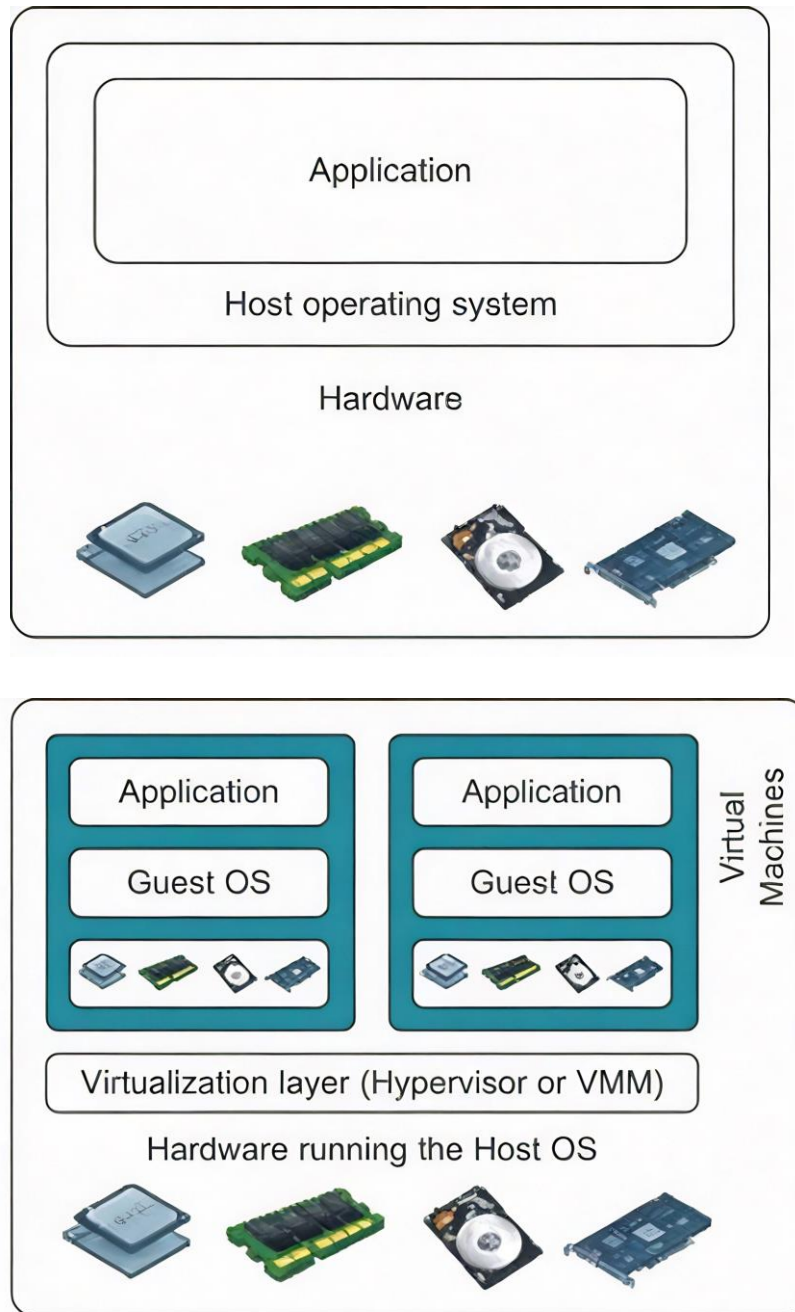 Application
Host operating system
Hardware
Application
Application
Guest OS
Guest OS
Virtual
Machines
Virtualization layer (Hypervisor or VMM)
Hardware running the Host OS